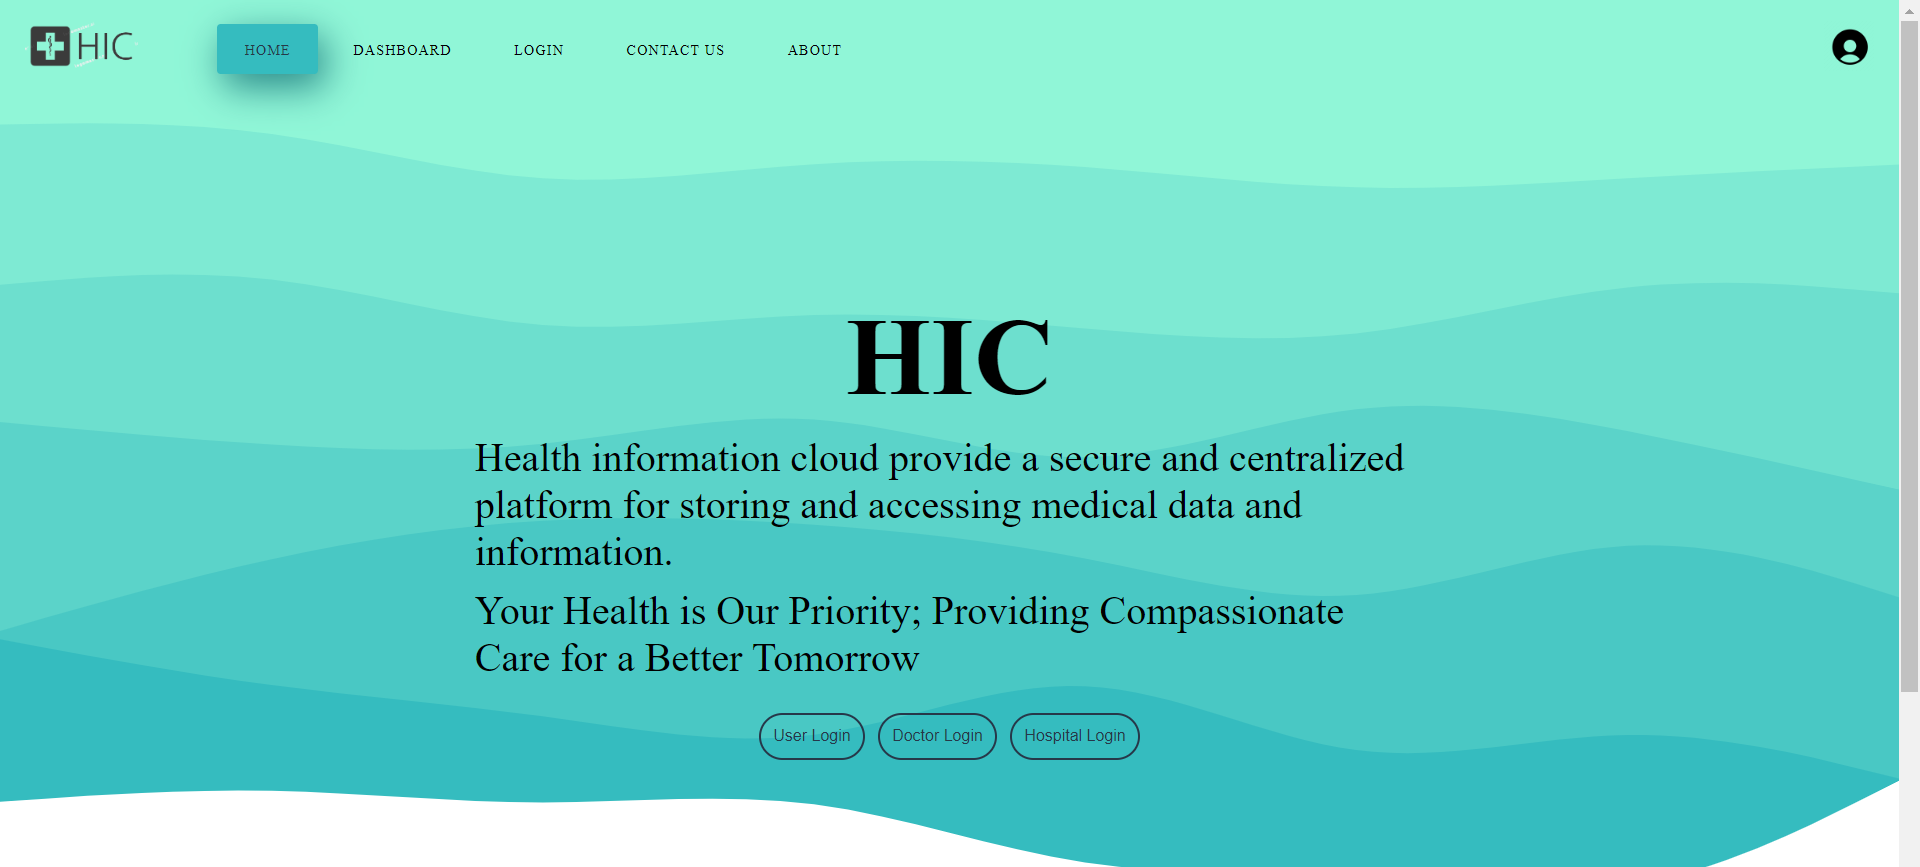 HIC
HOME DASHBOARD LOGIN CONTACT US ABOUT
HIC
Health information cloud provide a secure and centralized
platform for storing and accessing medical data and
information.
Your Health is Our Priority; Providing Compassionate
Care for a Better Tomorrow
User Login Doctor Login Hospital Login